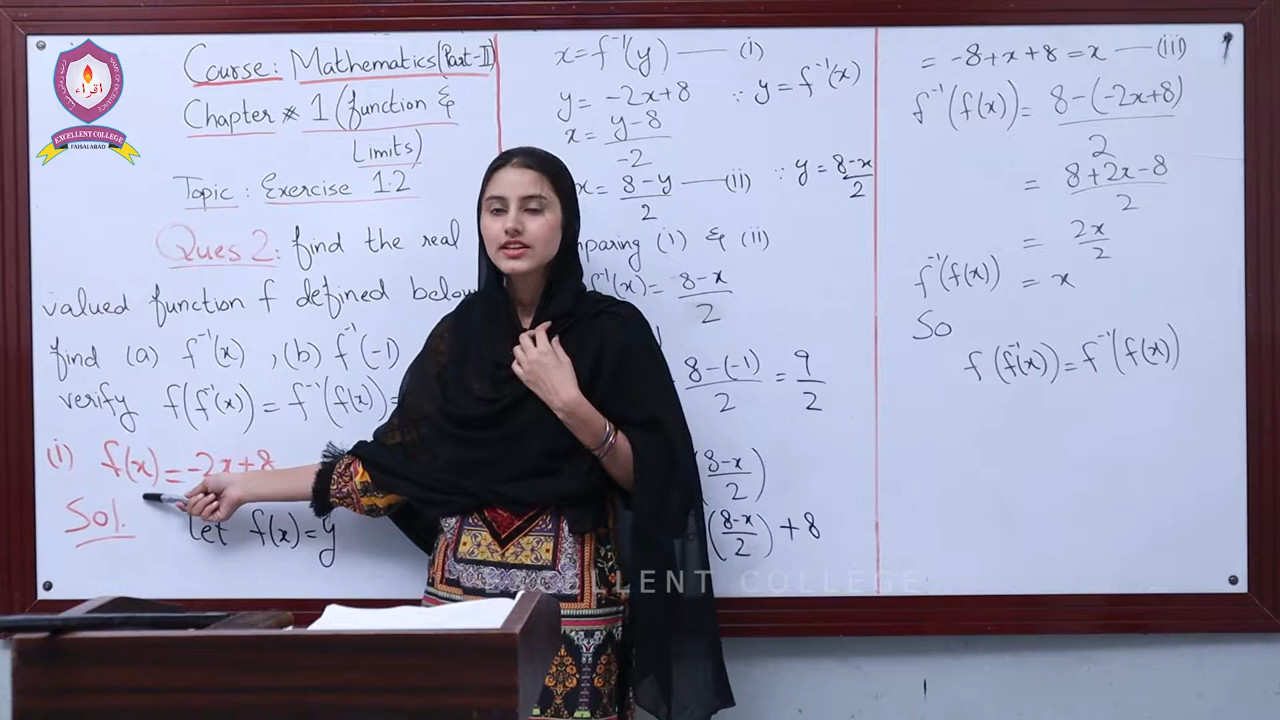 Course: Mathematics (Part-II)
Chapter # 1 (function &
Limits)
Topic: Exercise 1.2
Ques 2: find the real
valued function f defined below
find (a) f⁻¹(x), (b) f⁻¹(-1)
verify f(f⁻¹(x)) = f⁻¹(f(x)) =
(i) f(x) = -2x+8
Sol.
Let f(x) = y
x = f⁻¹(y) — (i)
y = -2x+8 ∵ y = f⁻¹(x)
x = y-8/-2
x = 8-y/2 — (ii) ∵ y = 8-x/2
(i) & (ii)
f⁻¹(x) = 8-x/2
8-(-1)/2 = 9/2
(8-x/2)
(8-x/2) + 8
= -8+x+8 = x — (iii)
f⁻¹(f(x)) = 8-(-2x+8)/2
= 8+2x-8/2
= 2x/2
f⁻¹(f(x)) = x
So
f(f⁻¹(x)) = f⁻¹(f(x))
اقراء
EXCELLENT COLLEGE
FAISALABAD
EXCELLENT COLLEGE